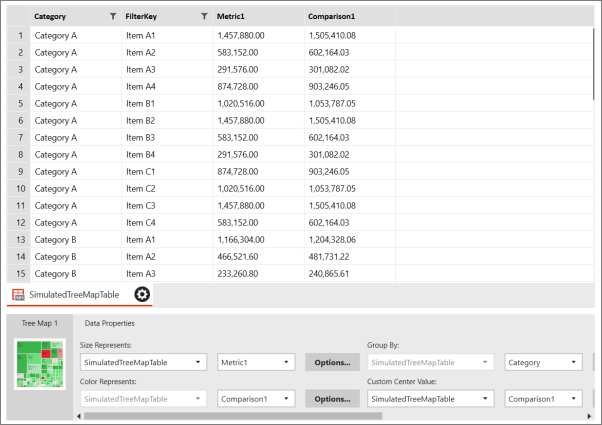 Category FilterKey Metric1 Comparison1
1 Category A Item A1 1,457,880.00 1,505,410.08
2 Category A Item A2 583,152.00 602,164.03
3 Category A Item A3 291,576.00 301,082.02
4 Category A Item A4 874,728.00 903,246.05
5 Category A Item B1 1,020,516.00 1,053,787.05
6 Category A Item B2 1,457,880.00 1,505,410.08
7 Category A Item B3 583,152.00 602,164.03
8 Category A Item B4 291,576.00 301,082.02
9 Category A Item C1 874,728.00 903,246.05
10 Category A Item C2 1,020,516.00 1,053,787.05
11 Category A Item C3 1,457,880.00 1,505,410.08
12 Category A Item C4 583,152.00 602,164.03
13 Category B Item A1 1,166,304.00 1,204,328.06
14 Category B Item A2 466,521.60 481,731.22
15 Category B Item A3 233,260.80 240,865.61
SimulatedTreeMapTable
Tree Map 1 Data Properties
Size Represents: Group By:
SimulatedTreeMapTable Metric1 Options... SimulatedTreeMapTable Category
Color Represents: Custom Center Value:
SimulatedTreeMapTable Comparison1 Options... SimulatedTreeMapTable Comparison1